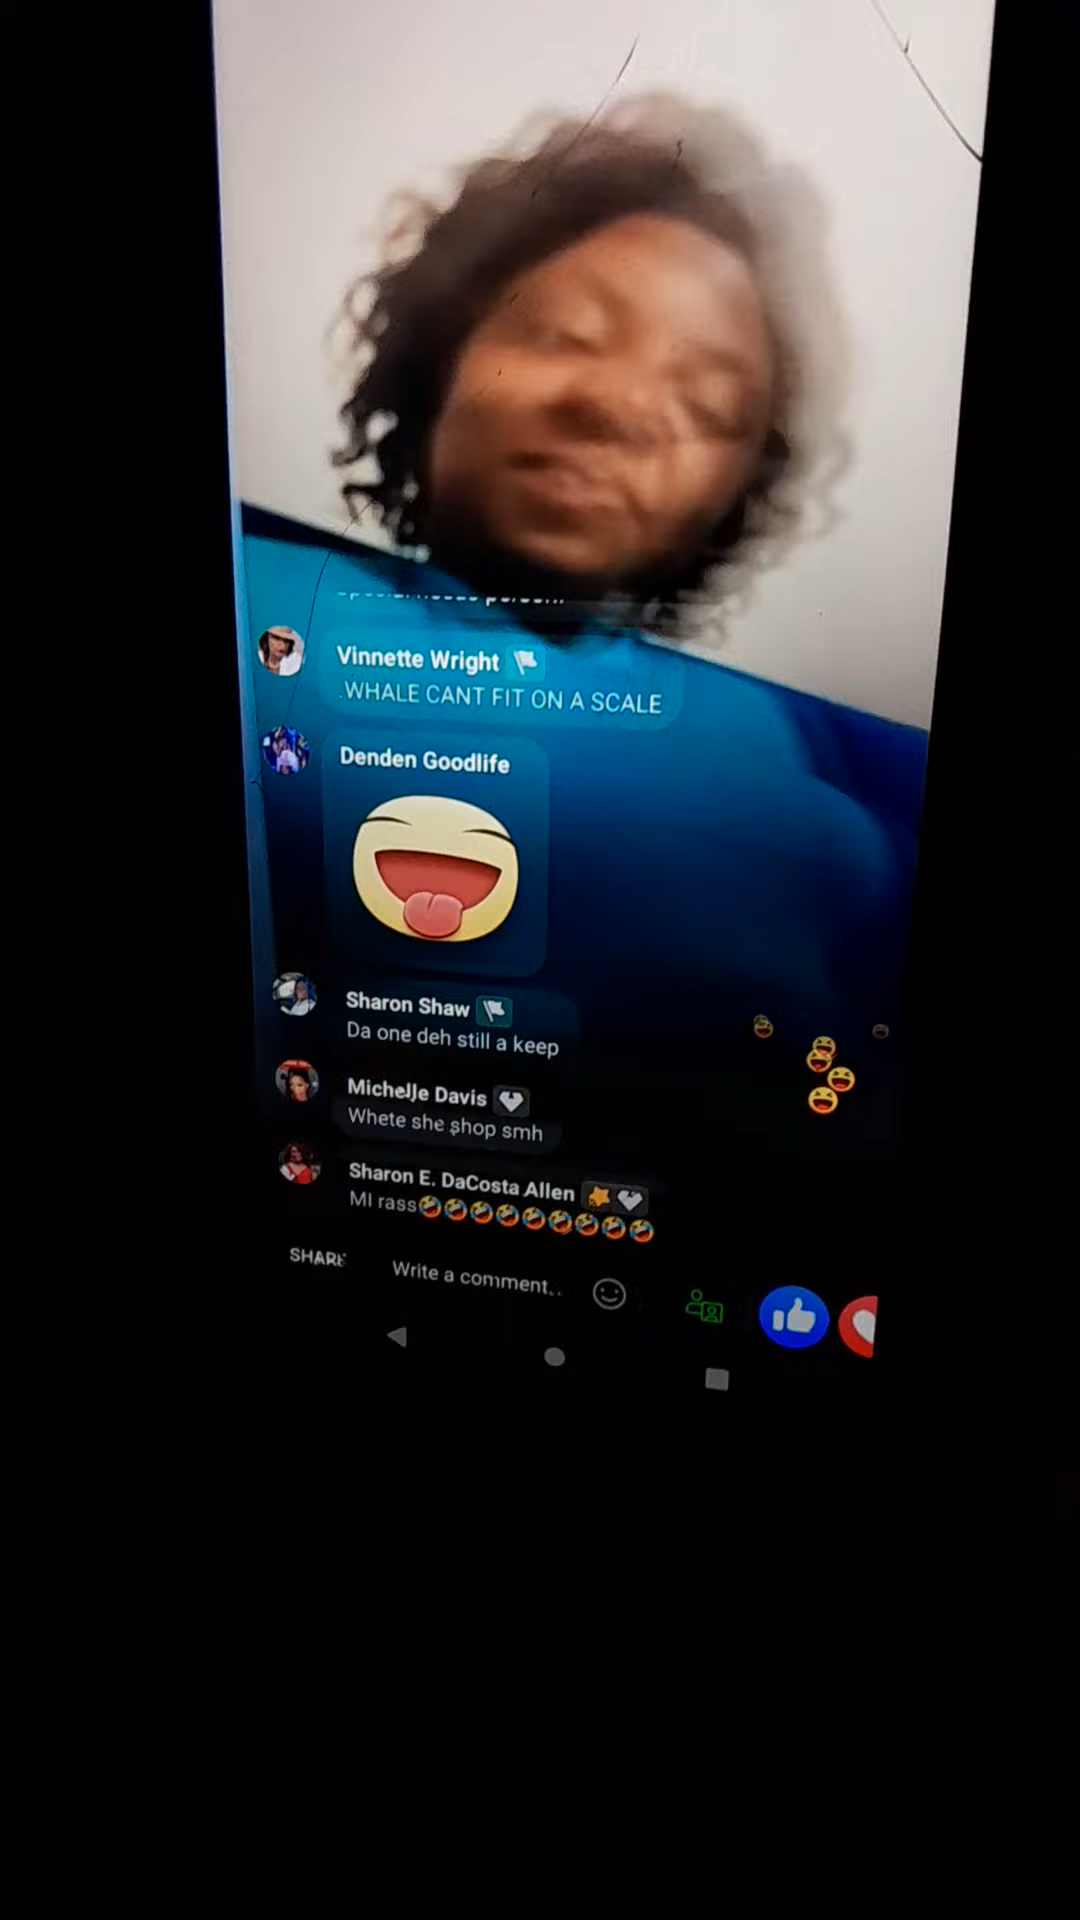 Vinnette Wright
.WHALE CANT FIT ON A SCALE
Denden Goodlife
Sharon Shaw
Da one deh still a keep
Michelle Davis
Whete she shop smh
Sharon E. DaCosta Allen
MI rass🤣🤣🤣🤣🤣🤣🤣🤣🤣
SHARE
Write a comment...